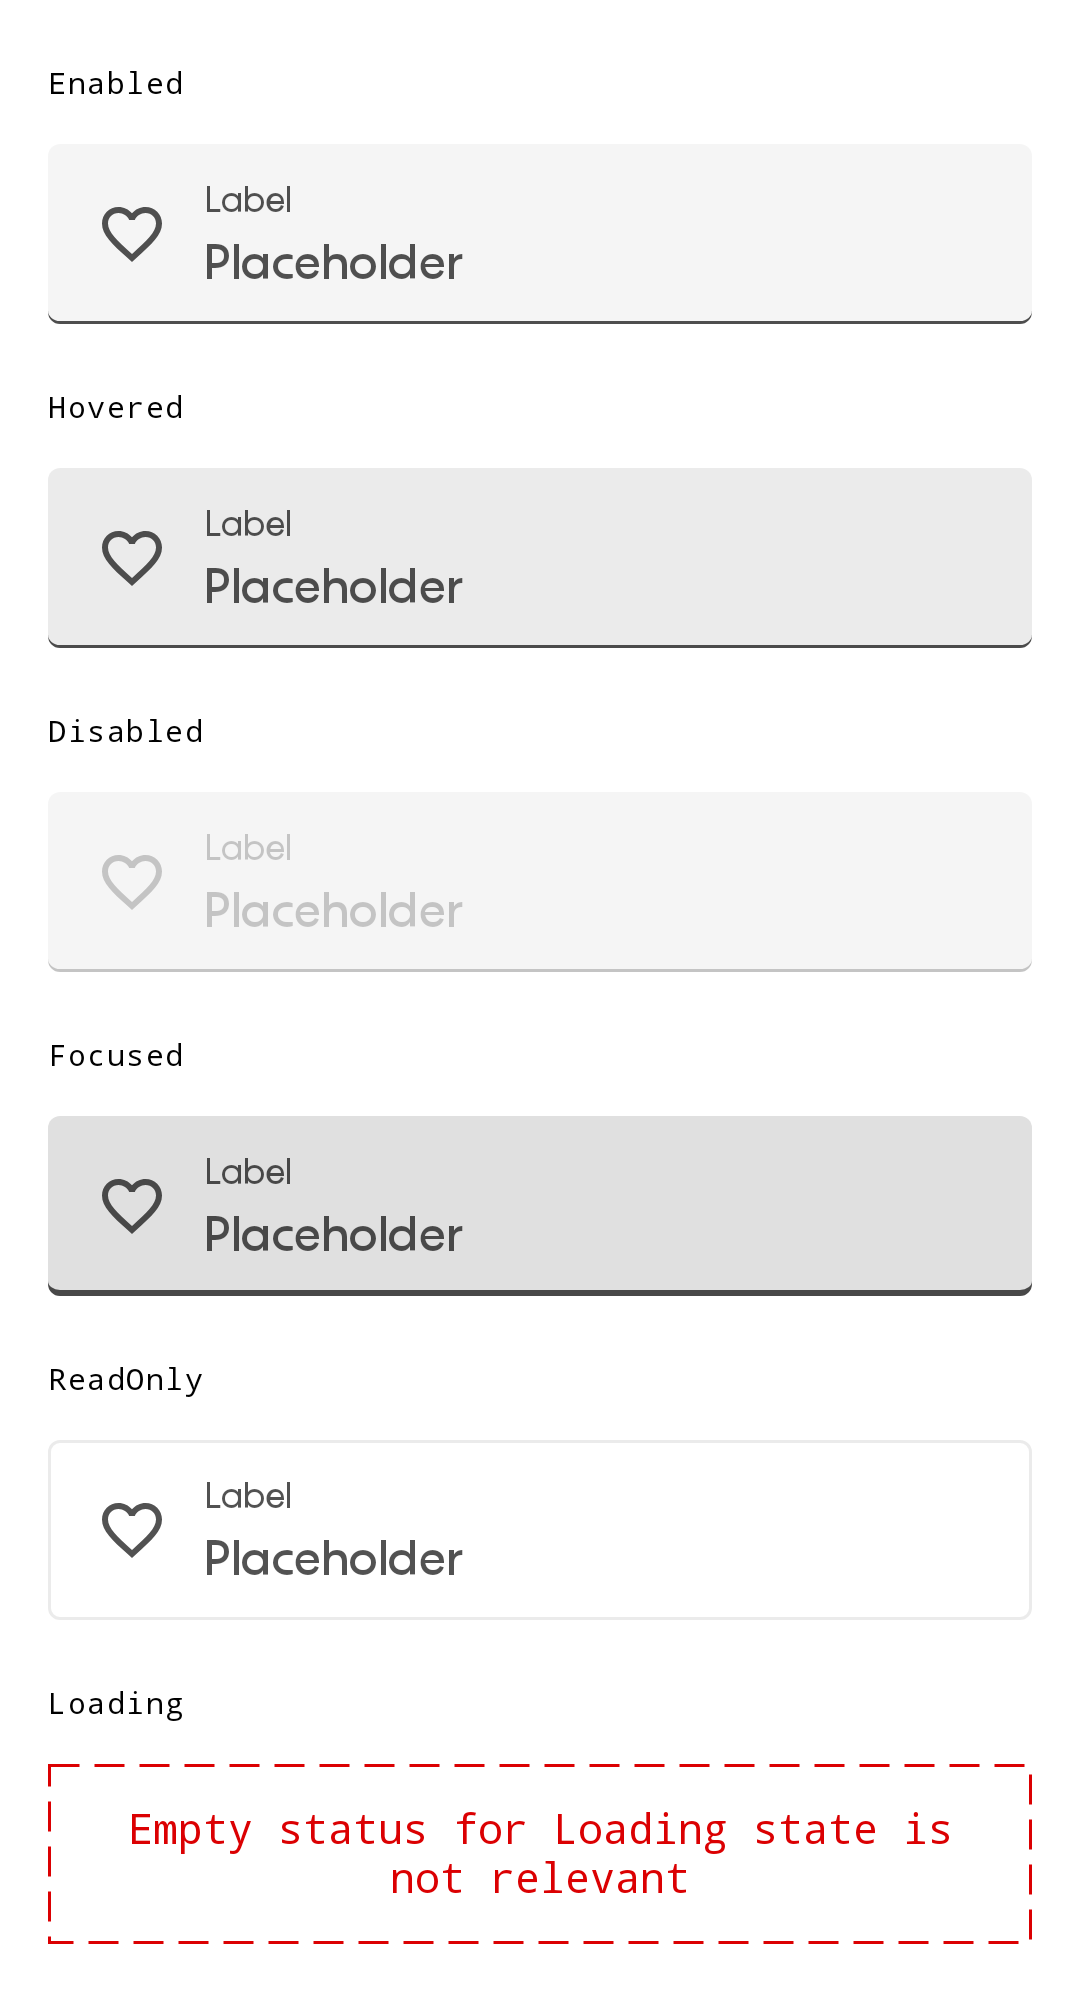 Enabled
Label
Placeholder
Hovered
Label
Placeholder
Disabled
Label
Placeholder
Focused
Label
Placeholder
ReadOnly
Label
Placeholder
Loading
Empty status for Loading state is
not relevant